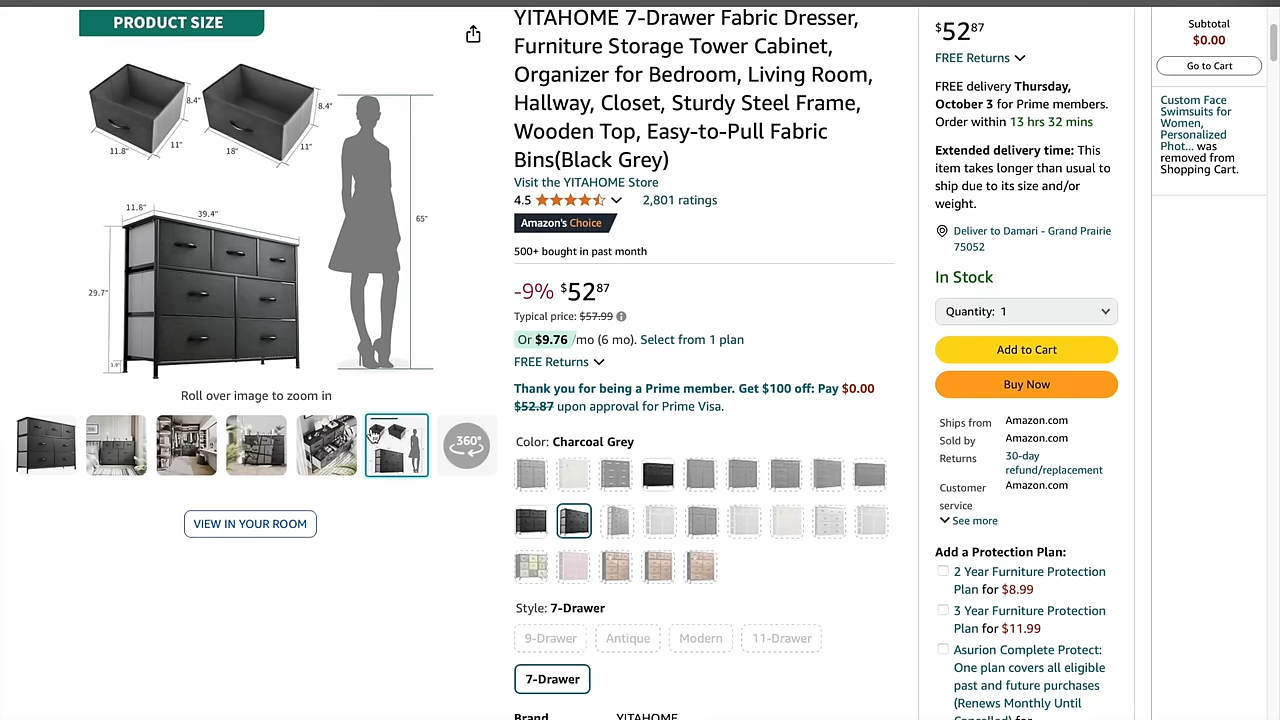 PRODUCT SIZE
8.4"
8.4"
11.8"
11"
18"
11"
11.8"
39.4"
65"
29.7"
Roll over image to zoom in
360°
VIEW IN YOUR ROOM
YITAHOME 7-Drawer Fabric Dresser,
Furniture Storage Tower Cabinet,
Organizer for Bedroom, Living Room,
Hallway, Closet, Sturdy Steel Frame,
Wooden Top, Easy-to-Pull Fabric
Bins(Black Grey)
Visit the YITAHOME Store
4.5
2,801 ratings
Amazon's Choice
500+ bought in past month
-9% $52 87
Typical price: $57.99
Or $9.76 /mo (6 mo). Select from 1 plan
FREE Returns
Thank you for being a Prime member. Get $100 off: Pay $0.00
$52.87 upon approval for Prime Visa.
Color: Charcoal Grey
Style: 7-Drawer
9-Drawer
Antique
Modern
11-Drawer
7-Drawer
Brand
YITAHOME
$52 87
FREE Returns
FREE delivery Thursday,
October 3 for Prime members.
Order within 13 hrs 32 mins
Extended delivery time: This
item takes longer than usual to
ship due to its size and/or
weight.
Deliver to Damari - Grand Prairie
75052
In Stock
Quantity: 1
Add to Cart
Buy Now
Ships from Amazon.com
Sold by Amazon.com
Returns 30-day
refund/replacement
Customer Amazon.com
service
See more
Add a Protection Plan:
2 Year Furniture Protection
Plan for $8.99
3 Year Furniture Protection
Plan for $11.99
Asurion Complete Protect:
One plan covers all eligible
past and future purchases
(Renews Monthly Until
Cancelled) for
Subtotal
$0.00
Go to Cart
Custom Face
Swimsuits for
Women,
Personalized
Phot... was
removed from
Shopping Cart.